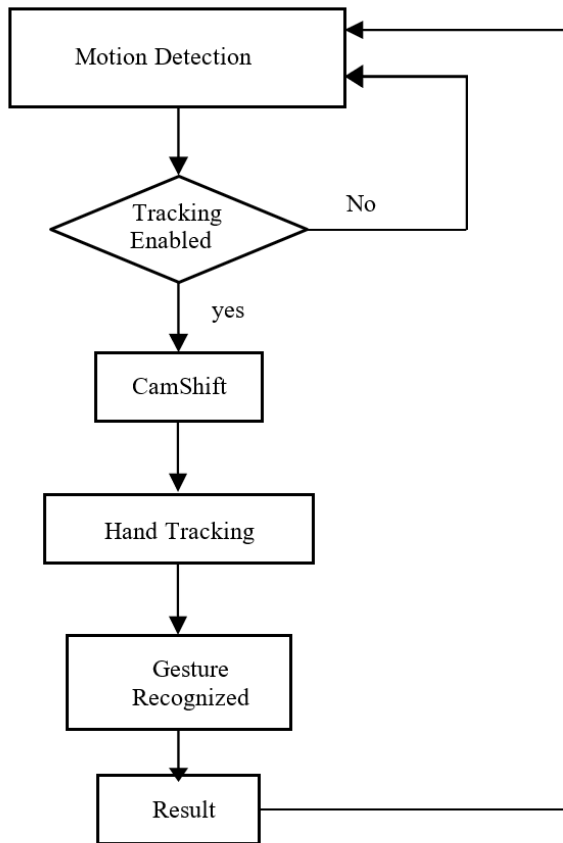 Motion Detection
Tracking
Enabled
No
yes
CamShift
Hand Tracking
Gesture
Recognized
Result